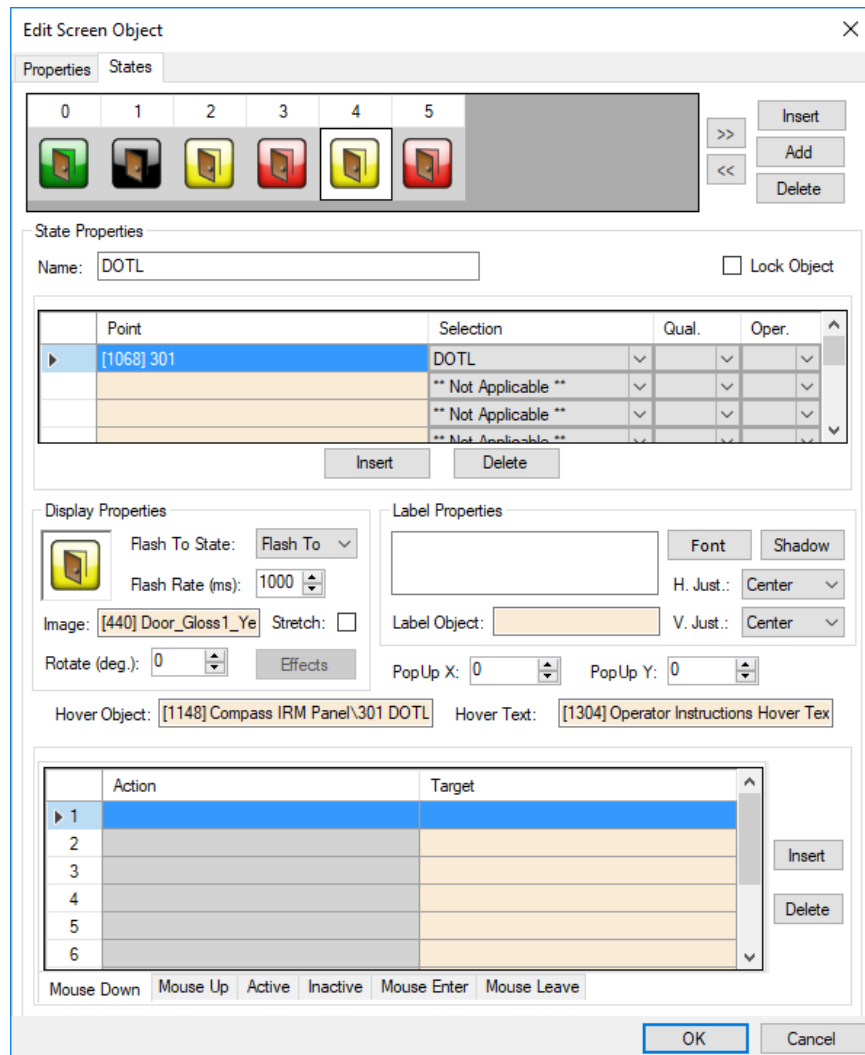 Edit Screen Object
Properties States
0 1 2 3 4 5
>> Insert
<< Add
Delete
State Properties
Name: DOTL Lock Object
Point Selection Qual. Oper.
[1068] 301 DOTL
** Not Applicable **
** Not Applicable **
** Not Applicable **
Insert Delete
Display Properties Label Properties
Flash To State: Flash To Font Shadow
Flash Rate (ms): 1000 H. Just.: Center
Image: [440] Door_Gloss1_Ye Stretch: Label Object: V. Just.: Center
Rotate (deg.): 0 Effects PopUp X: 0 PopUp Y: 0
Hover Object: [1148] Compass IRM Panel\301 DOTL Hover Text: [1304] Operator Instructions Hover Tex
Action Target
1
2
3
4
5
6
Insert
Delete
Mouse Down Mouse Up Active Inactive Mouse Enter Mouse Leave
OK Cancel